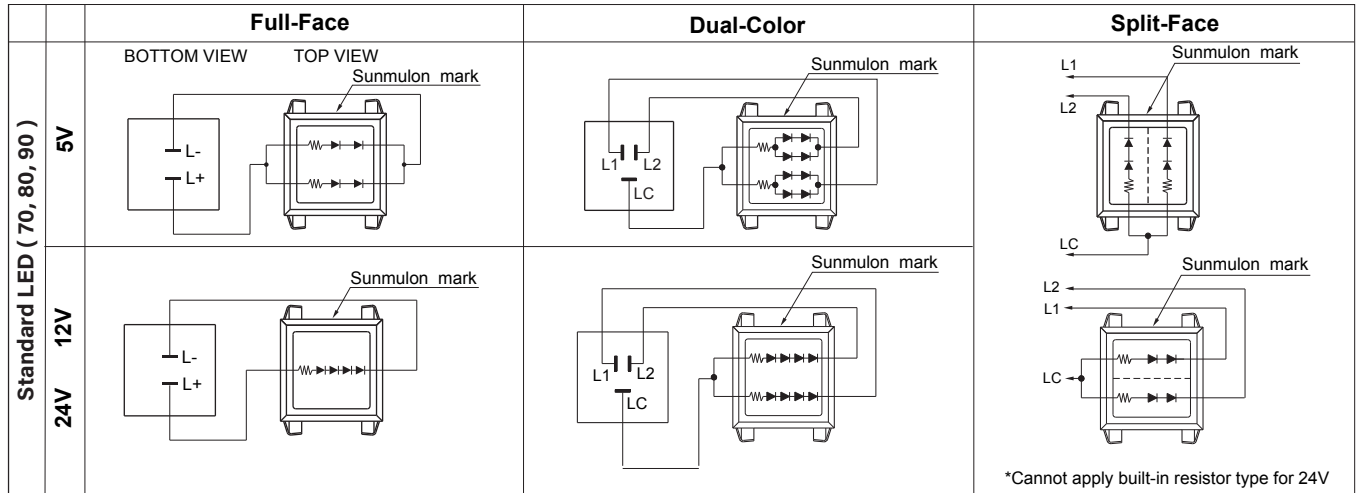 Full-Face
Dual-Color
Split-Face
Standard LED ( 70, 80, 90 )
5V
BOTTOM VIEW TOP VIEW
Sunmulon mark
L-
L+
Sunmulon mark
L1 L2
LC
Sunmulon mark
L1
L2
LC
12V
24V
Sunmulon mark
L-
L+
Sunmulon mark
L1 L2
LC
Sunmulon mark
L2
L1
LC
*Cannot apply built-in resistor type for 24V